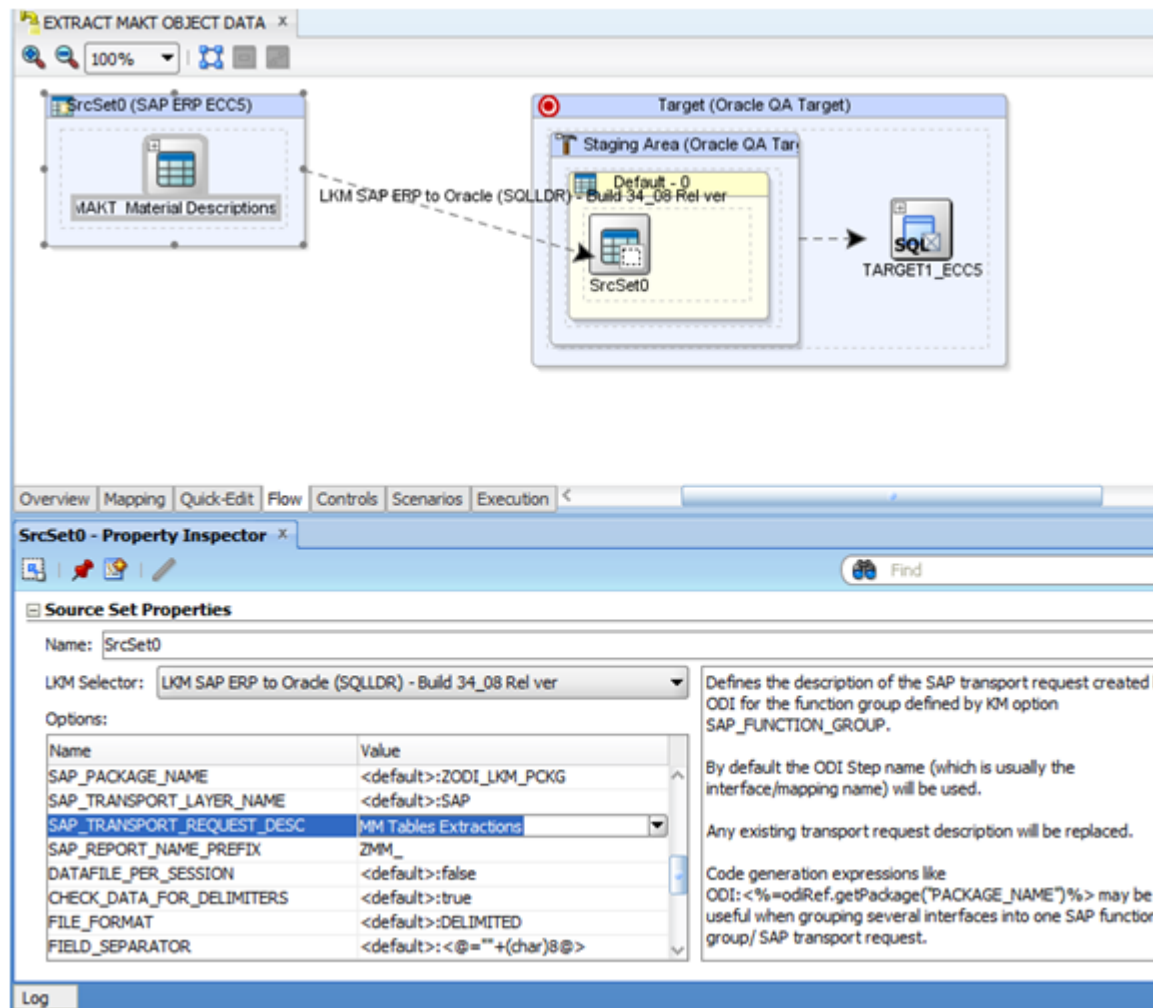 EXTRACT MAKT OBJECT DATA
100%
SrcSet0 (SAP ERP ECC5)
MAKT Material Descriptions
Target (Oracle QA Target)
Staging Area (Oracle QA Tar
Default - 0
LKM SAP ERP to Oracle (SQLLDR) - Build 34_08 Rel ver
SrcSet0
SQL
TARGET1_ECC5
Overview Mapping Quick-Edit Flow Controls Scenarios Execution
SrcSet0 - Property Inspector
Find
Source Set Properties
Name: SrcSet0
LKM Selector: LKM SAP ERP to Oracle (SQLLDR) - Build 34_08 Rel ver
Options:
Name Value
SAP_PACKAGE_NAME <default>:ZODI_LKM_PCKG
SAP_TRANSPORT_LAYER_NAME <default>:SAP
SAP_TRANSPORT_REQUEST_DESC MM Tables Extractions
SAP_REPORT_NAME_PREFIX ZMM_
DATAFILE_PER_SESSION <default>:false
CHECK_DATA_FOR_DELIMITERS <default>:true
FILE_FORMAT <default>:DELIMITED
FIELD_SEPARATOR <default>:<@=""+(char)8@>
Defines the description of the SAP transport request created
ODI for the function group defined by KM option
SAP_FUNCTION_GROUP.
By default the ODI Step name (which is usually the
interface/mapping name) will be used.
Any existing transport request description will be replaced.
Code generation expressions like
ODI:<%=odiRef.getPackage("PACKAGE_NAME")%> may be
useful when grouping several interfaces into one SAP function
group/ SAP transport request.
Log